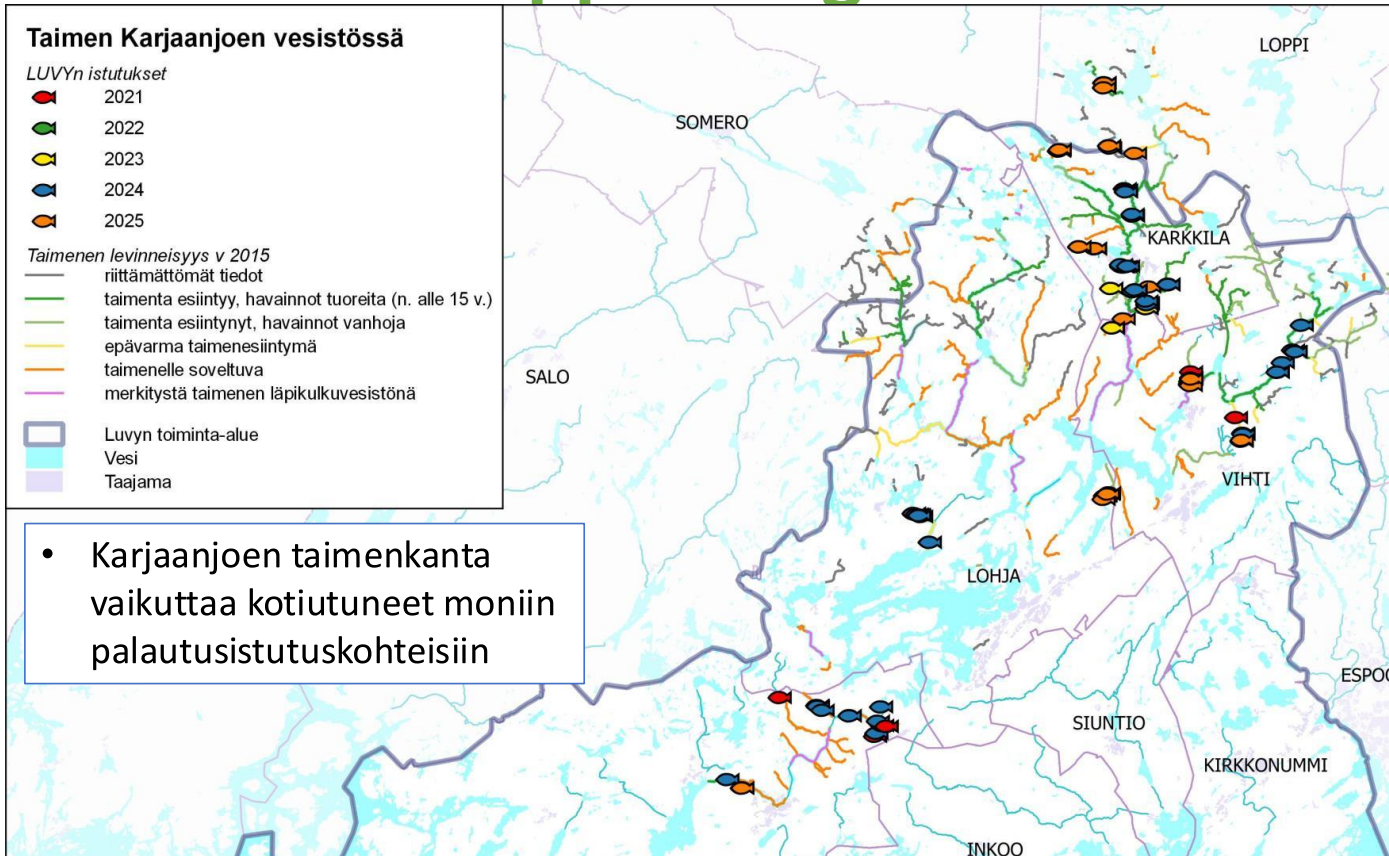 Taimen Karjaanjoen vesistössä
LUVYn istutukset
2021
2022
2023
2024
2025
Taimenen levinneisyys v 2015
riittämättömät tiedot
taimenta esiintyy, havainnot tuoreita (n. alle 15 v.)
taimenta esiintynyt, havainnot vanhoja
epävarma taimenesiintymä
taimenelle soveltuva
merkitystä taimenen läpikulkuvesistönä
Luvyn toiminta-alue
Vesi
Taajama
• Karjaanjoen taimenkanta
vaikuttaa kotiutuneet moniin
palautusistutuskohteisiin
LOPPI
SOMERO
KARKKILA
SALO
VIHTI
LOHJA
ESPOO
SIUNTIO
KIRKKONUMMI
INKOO